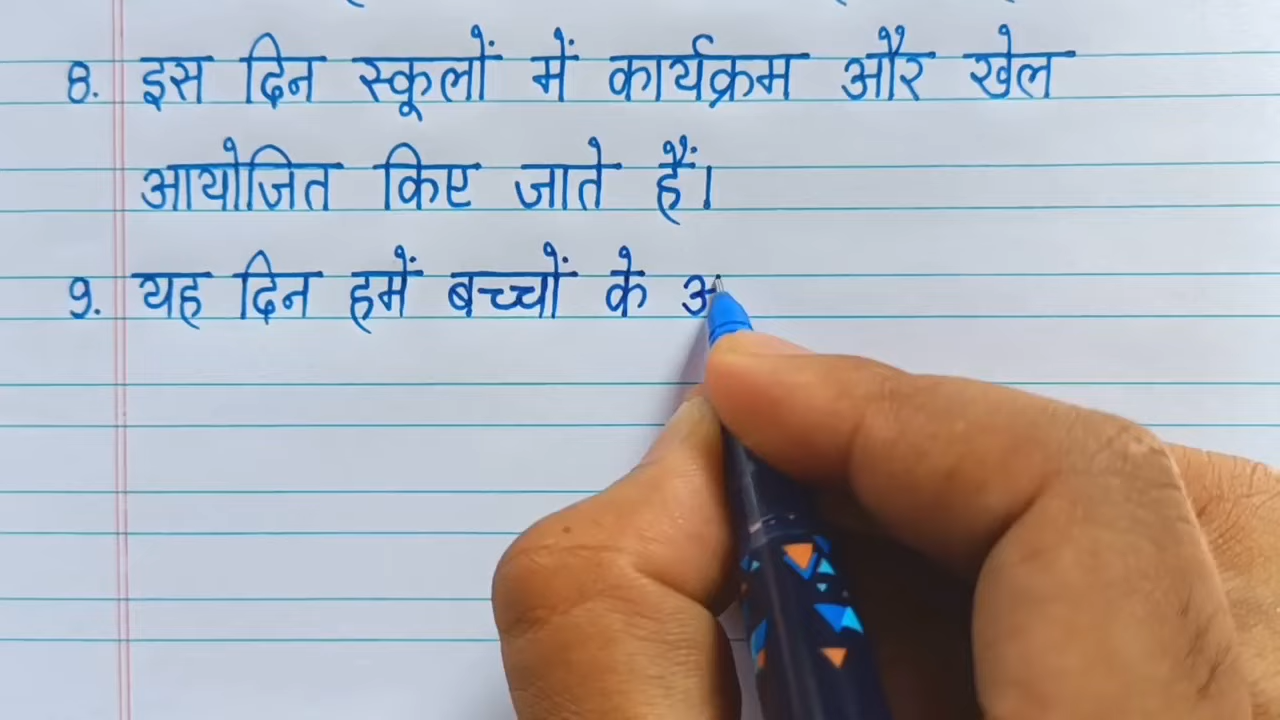 8. इस दिन स्कूलों में कार्यक्रम और खेल
आयोजित किए जाते हैं।
9. यह दिन हमें बच्चों के